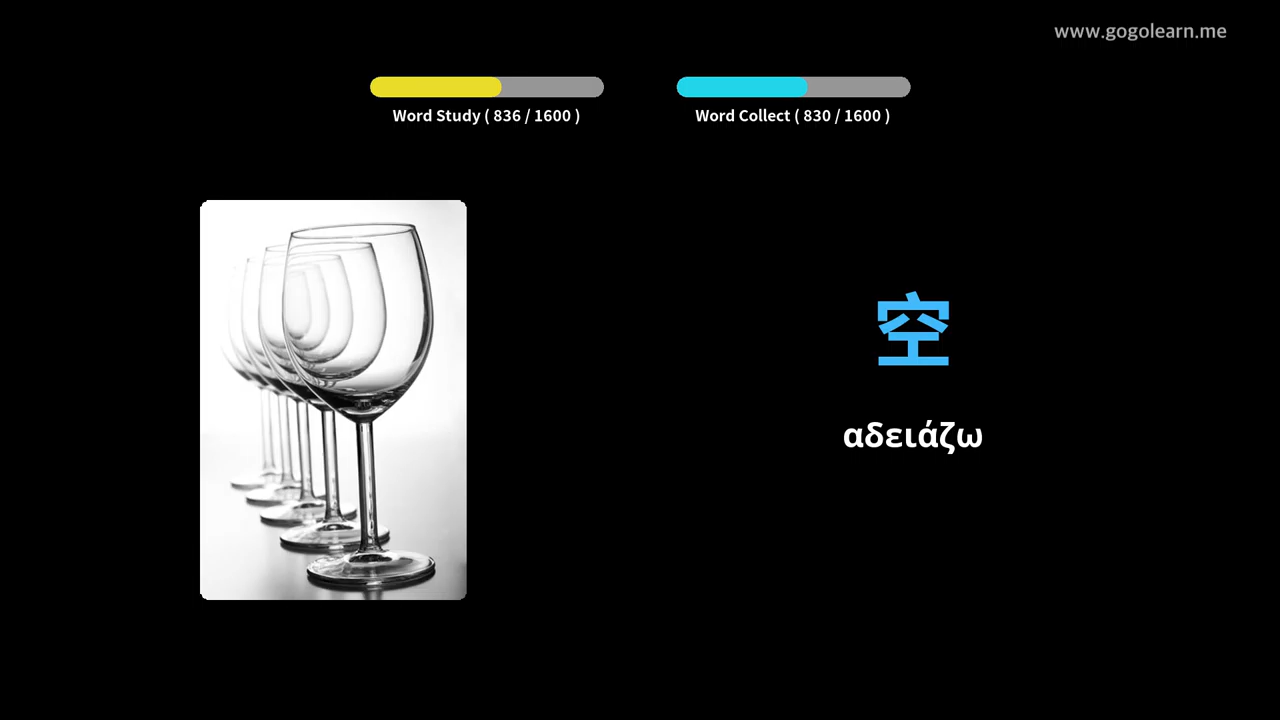 www.gogolearn.me
Word Study ( 836 / 1600 )
Word Collect ( 830 / 1600 )
空
αδειάζω